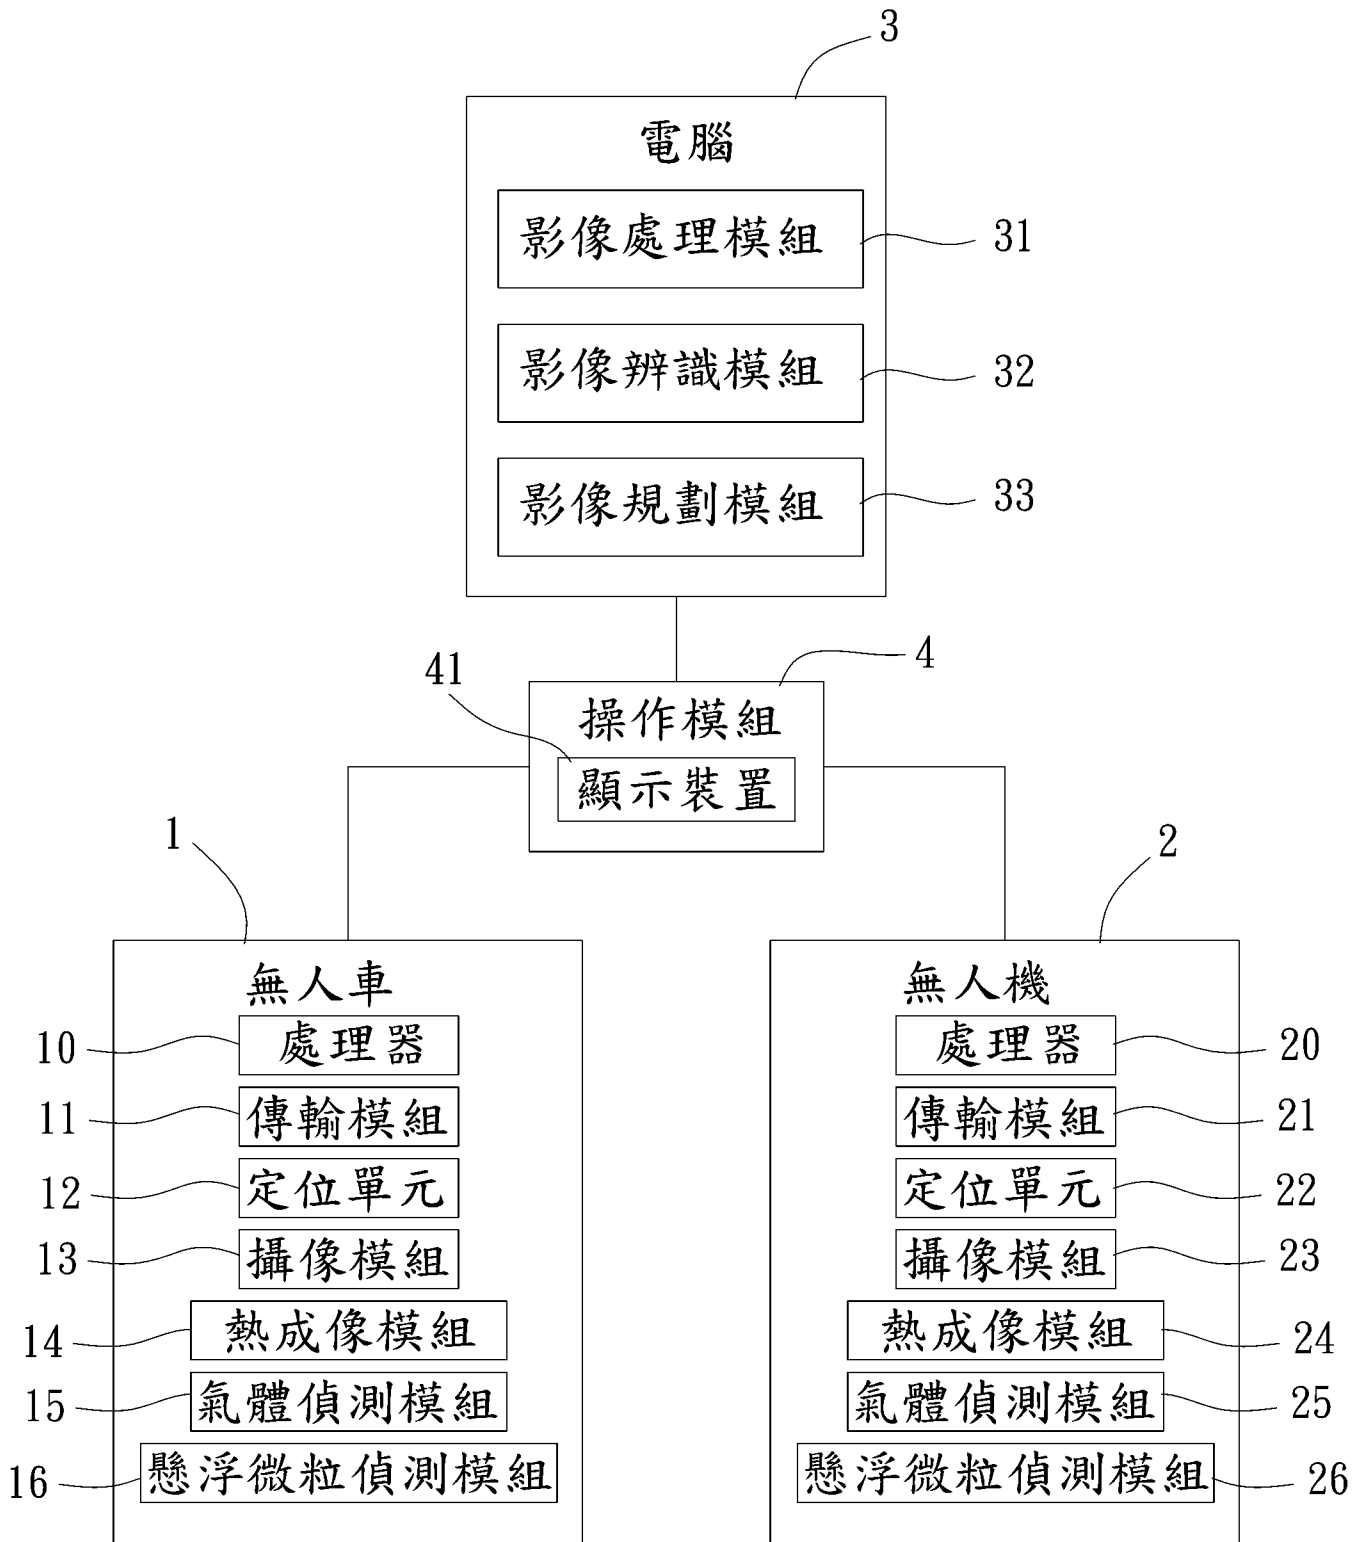 3
電腦
影像處理模組
31
影像辨識模組
32
影像規劃模組
33
4
41
操作模組
顯示裝置
1
無人車
10
處理器
11
傳輸模組
12
定位單元
13
攝像模組
14
熱成像模組
15
氣體偵測模組
16
懸浮微粒偵測模組
2
無人機
處理器
20
傳輸模組
21
定位單元
22
攝像模組
23
熱成像模組
24
氣體偵測模組
25
懸浮微粒偵測模組
26